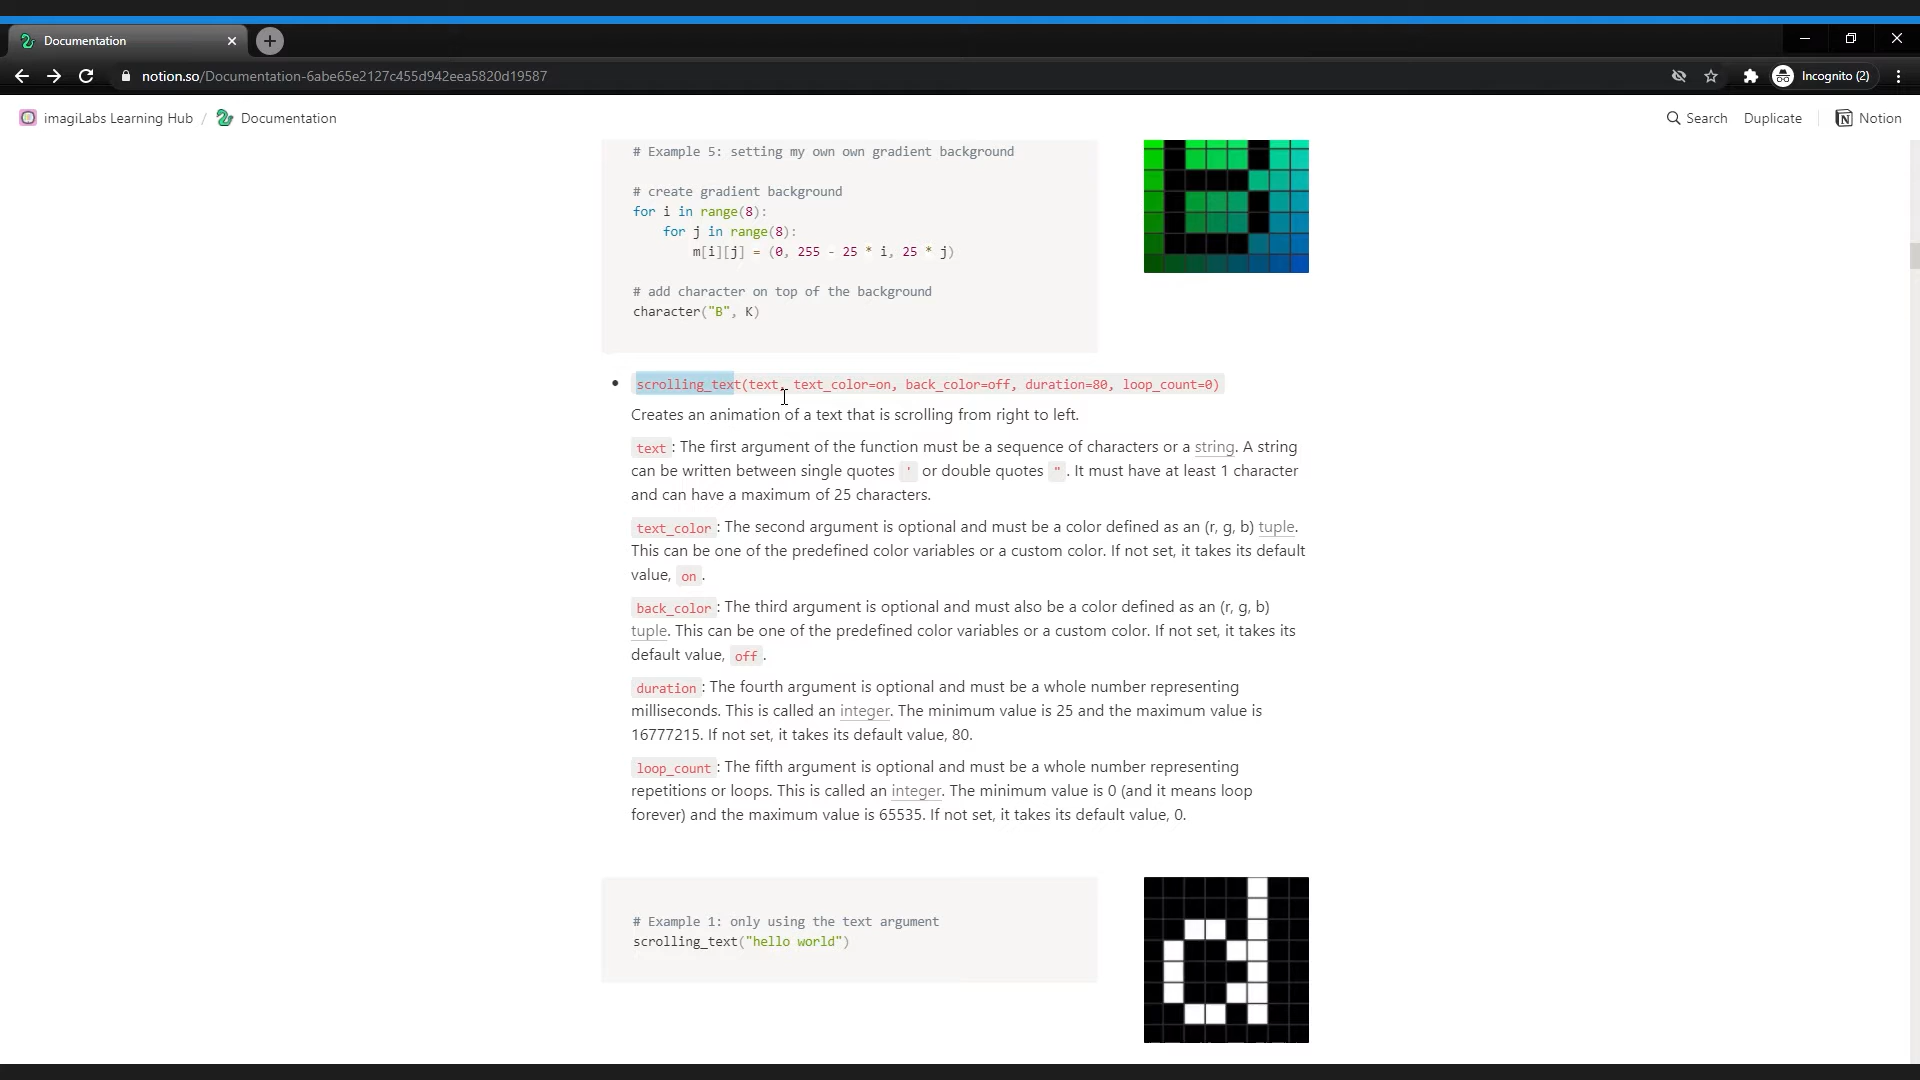 Documentation
notion.so/Documentation-6abe65e2127c455d942eea5820d19587
Incognito (2)
imagiLabs Learning Hub / Documentation
Search Duplicate Notion
# Example 5: setting my own own gradient background
# create gradient background
for i in range(8):
for j in range(8):
m[i][j] = (0, 255 - 25 * i, 25 * j)
# add character on top of the background
character("B", K)
B
scrolling_text(text, text_color=on, back_color=off, duration=80, loop_count=0)
Creates an animation of a text that is scrolling from right to left.
text : The first argument of the function must be a sequence of characters or a string. A string
can be written between single quotes ' or double quotes " . It must have at least 1 character
and can have a maximum of 25 characters.
text_color : The second argument is optional and must be a color defined as an (r, g, b) tuple.
This can be one of the predefined color variables or a custom color. If not set, it takes its default
value, on .
back_color : The third argument is optional and must also be a color defined as an (r, g, b)
tuple. This can be one of the predefined color variables or a custom color. If not set, it takes its
default value, off .
duration : The fourth argument is optional and must be a whole number representing
milliseconds. This is called an integer. The minimum value is 25 and the maximum value is
16777215. If not set, it takes its default value, 80.
loop_count : The fifth argument is optional and must be a whole number representing
repetitions or loops. This is called an integer. The minimum value is 0 (and it means loop
forever) and the maximum value is 65535. If not set, it takes its default value, 0.
# Example 1: only using the text argument
scrolling_text("hello world")
d